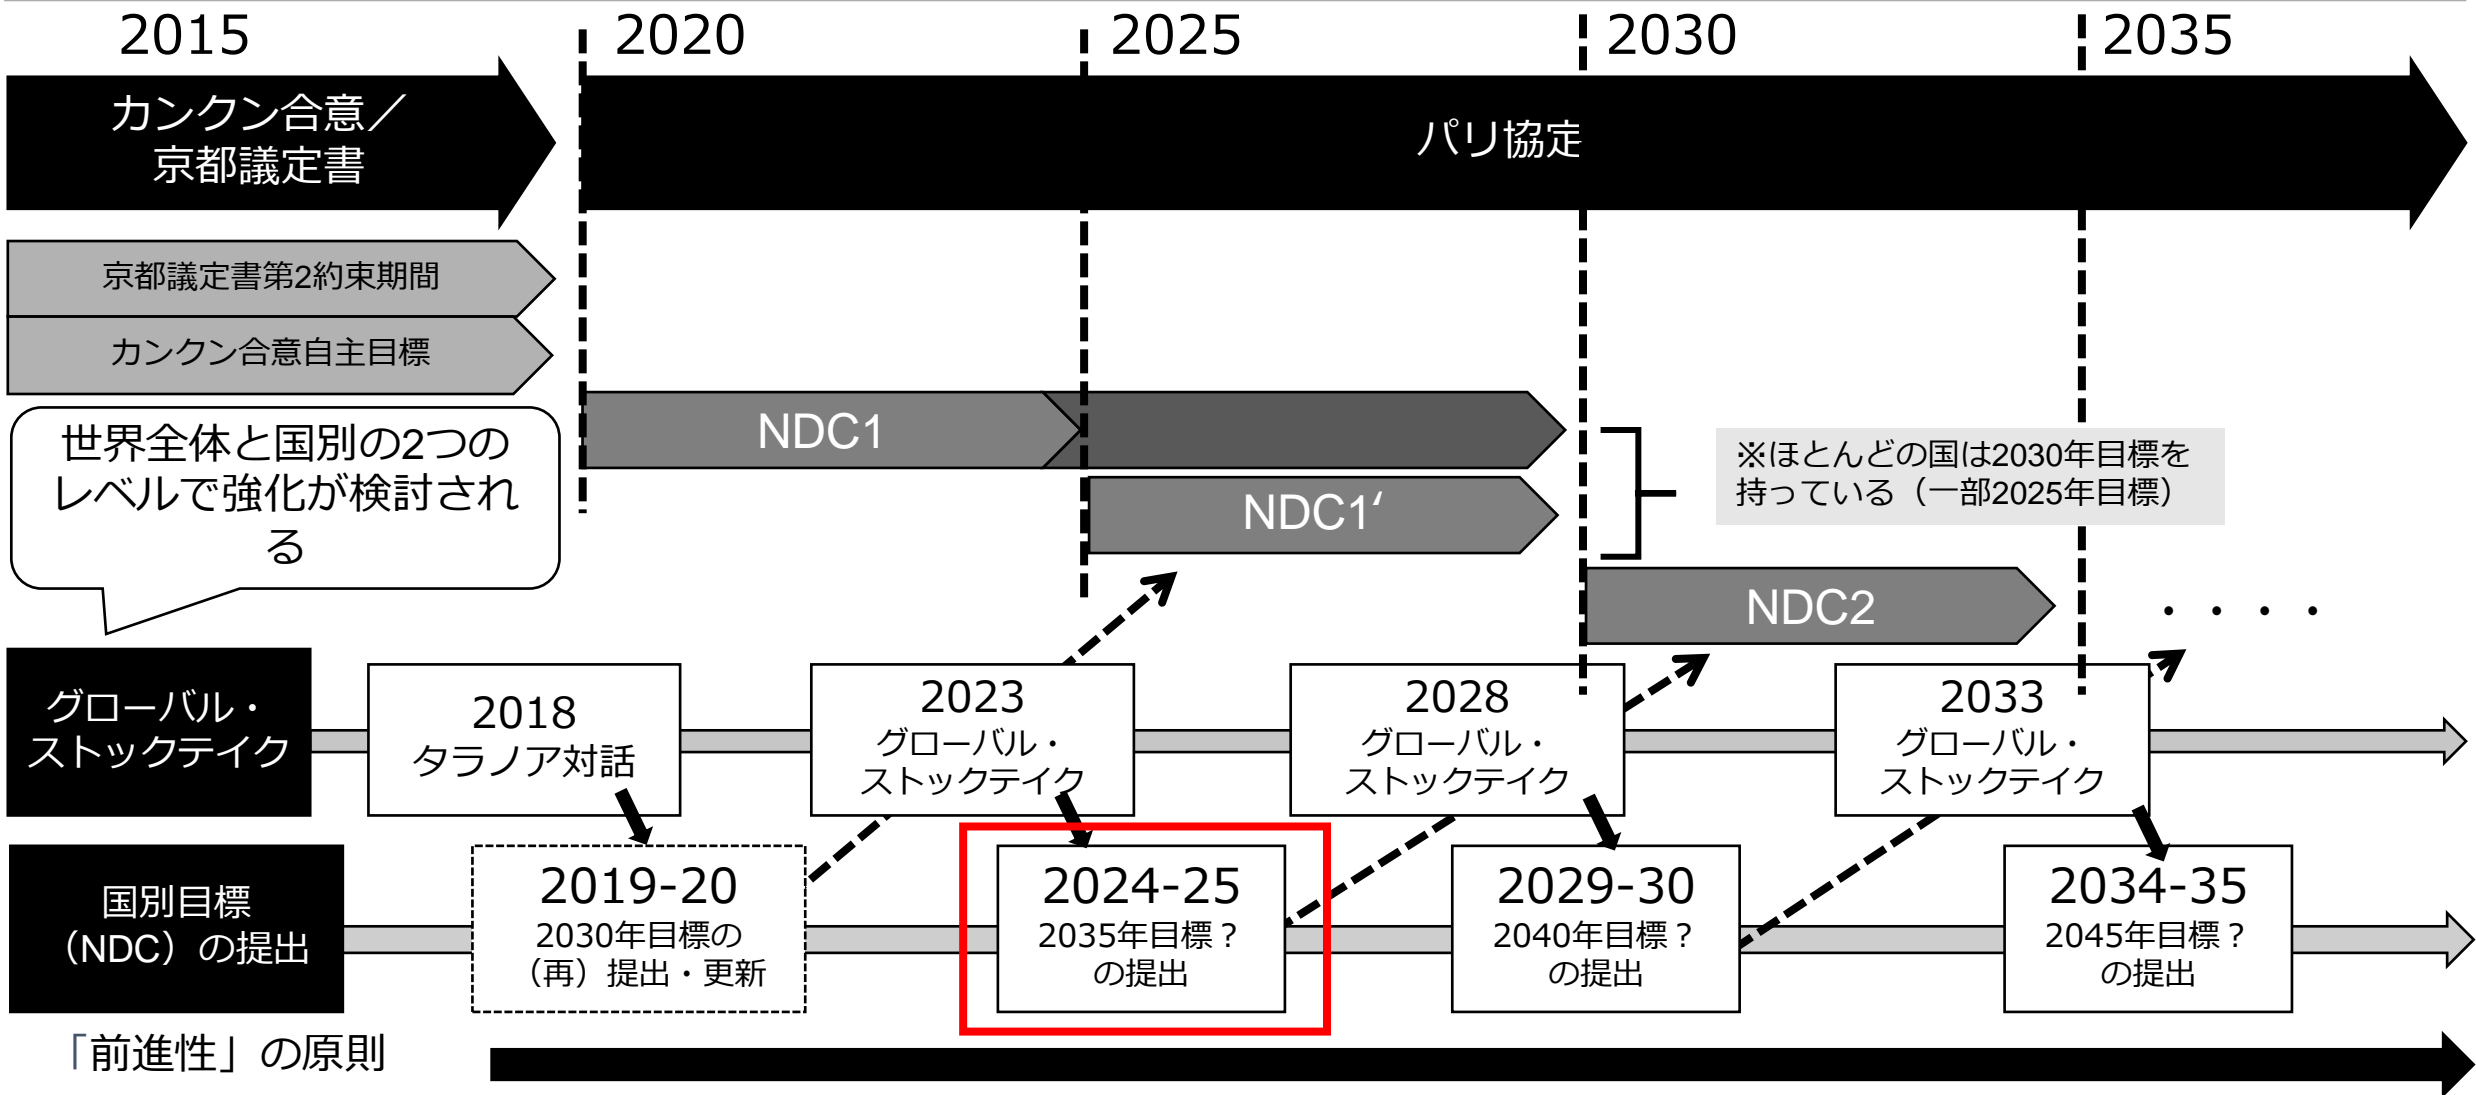 2015
2020
2025
2030
2035
カンクン合意／
京都議定書
パリ協定
京都議定書第2約束期間
カンクン合意自主目標
NDC1
NDC1‘
NDC2
※ほとんどの国は2030年目標を
持っている（一部2025年目標）
・・・・
世界全体と国別の2つの
レベルで強化が検討され
る
グローバル・
ストックテイク
2018
タラノア対話
2023
グローバル・
ストックテイク
2028
グローバル・
ストックテイク
2033
グローバル・
ストックテイク
国別目標
（NDC）の提出
2019-20
2030年目標の
（再）提出・更新
2024-25
2035年目標？
の提出
2029-30
2040年目標？
の提出
2034-35
2045年目標？
の提出
「前進性」の原則